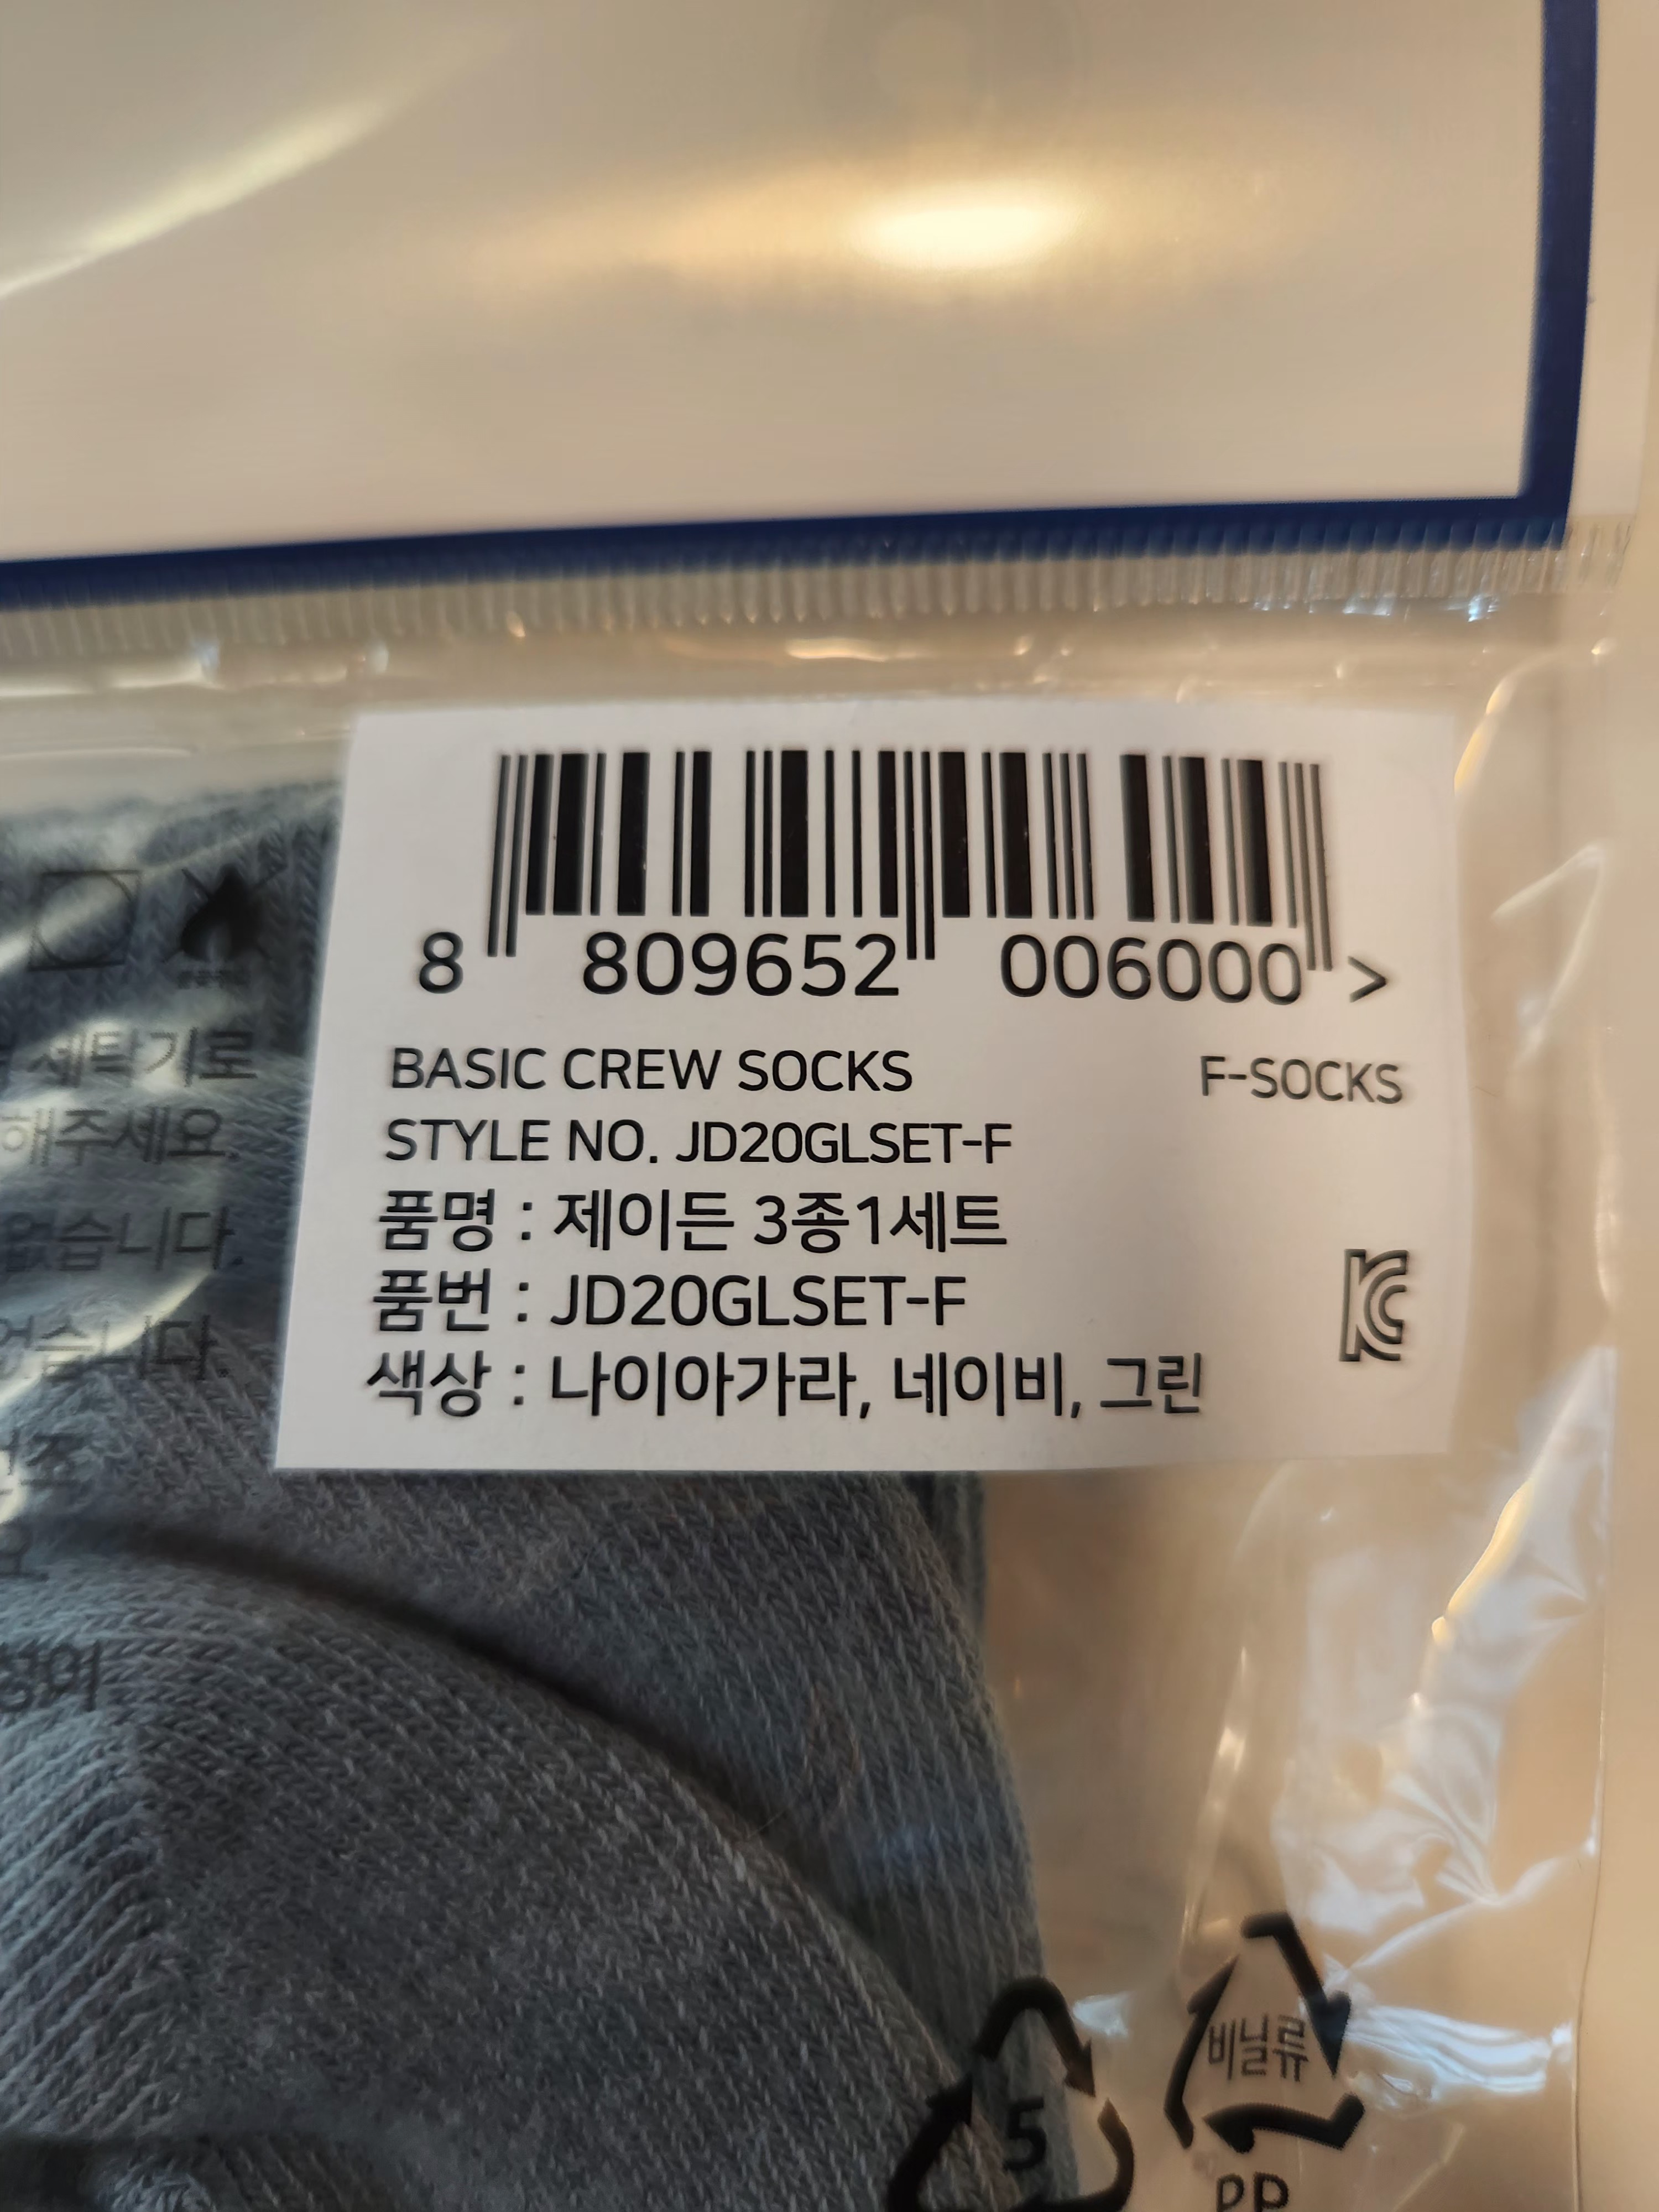 8 809652 006000 >
BASIC CREW SOCKS F-SOCKS
STYLE NO. JD20GLSET-F
품명 : 제이든 3종1세트
품번 : JD20GLSET-F
색상 : 나이아가라, 네이비, 그린
KC
세탁기로
해주세요.
없습니다.
습니다.
비닐류
5
PP